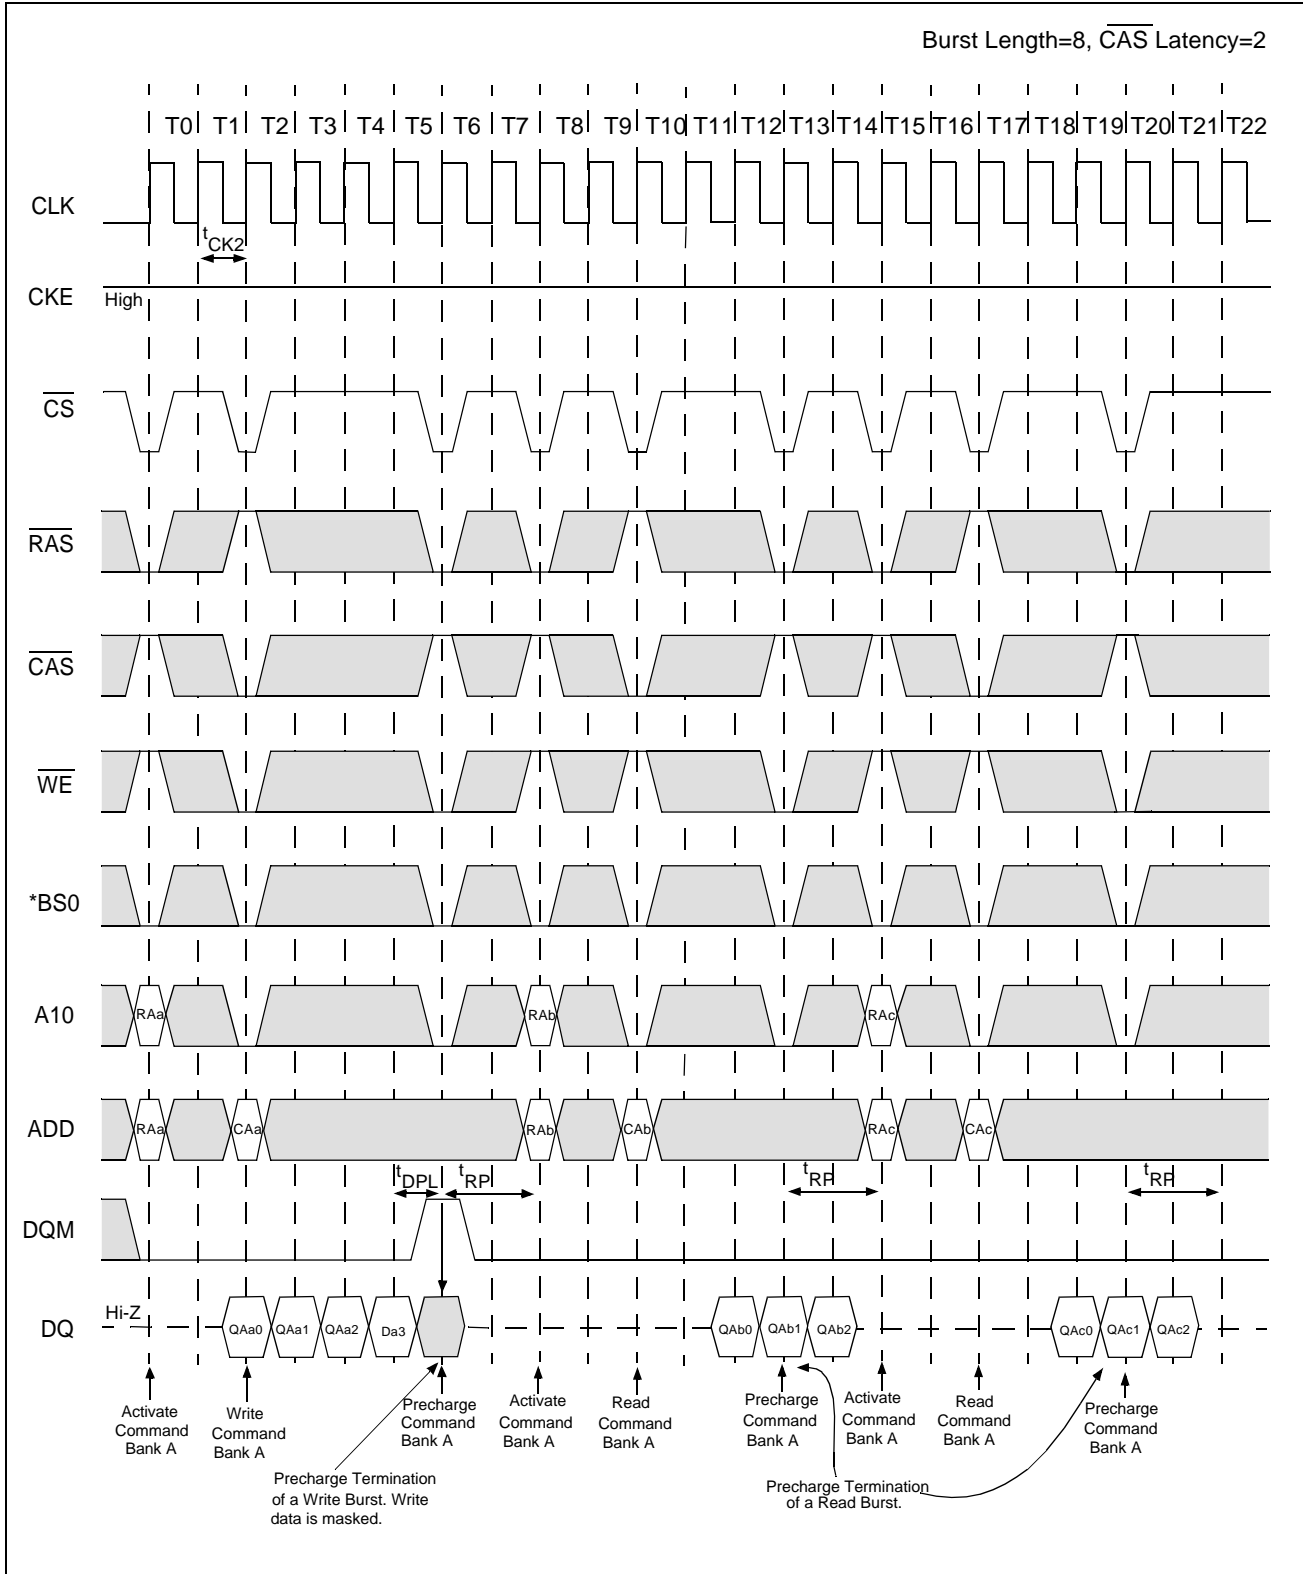 Burst Length=8, CAS Latency=2
T0 T1 T2 T3 T4 T5 T6 T7 T8 T9 T10 T11 T12 T13 T14 T15 T16 T17 T18 T19 T20 T21 T22
CLK
tCK2
CKE
High
CS
RAS
CAS
WE
*BS0
A10
RAa RAb RAc
ADD
RAa CAa RAb CAb RAc CAc
tDPL tRP tRP tRP
DQM
DQ
Hi-Z
QAa0 QAa1 QAa2 Da3 QAb0 QAb1 QAb2 QAc0 QAc1 QAc2
Activate
Command
Bank A
Write
Command
Bank A
Precharge
Command
Bank A
Activate
Command
Bank A
Read
Command
Bank A
Precharge
Command
Bank A
Activate
Command
Bank A
Read
Command
Bank A
Precharge
Command
Bank A
Precharge Termination
of a Write Burst. Write
data is masked.
Precharge Termination
of a Read Burst.